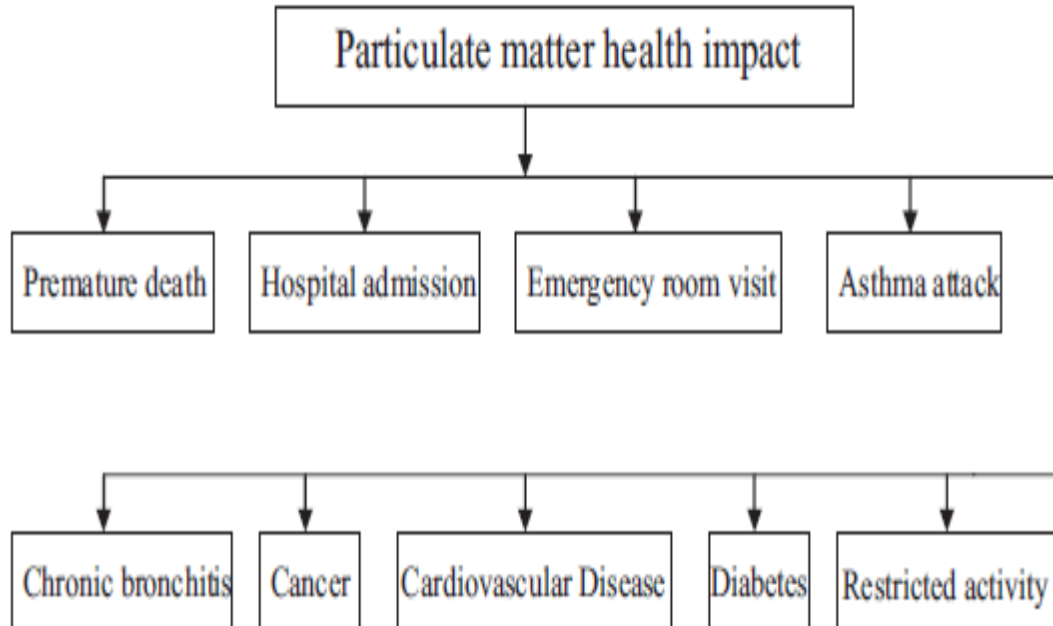 Particulate matter health impact
Premature death
Hospital admission
Emergency room visit
Asthma attack
Chronic bronchitis
Cancer
Cardiovascular Disease
Diabetes
Restricted activity